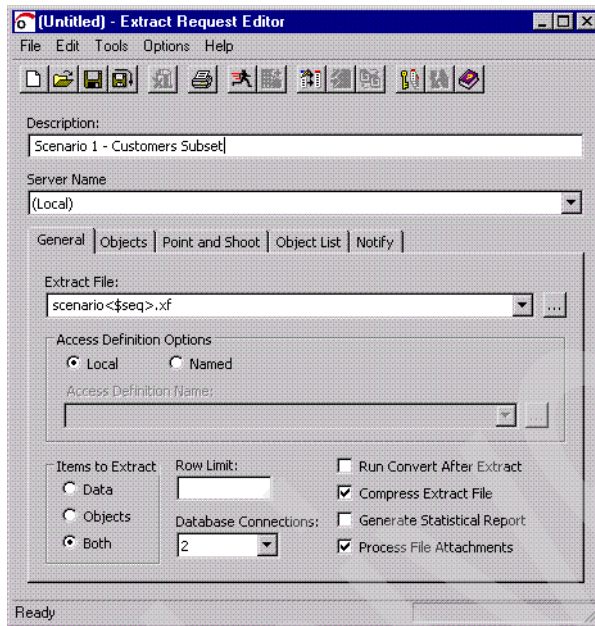 (Untitled) - Extract Request Editor
File Edit Tools Options Help
Description:
Scenario 1 - Customers Subset
Server Name
(Local)
General Objects Point and Shoot Object List Notify
Extract File:
scenario<$seq>.xf
...
Access Definition Options
Local Named
Access Definition Name:
...
Items to Extract
Data
Objects
Both
Row Limit:
Database Connections:
2
Run Convert After Extract
Compress Extract File
Generate Statistical Report
Process File Attachments
Ready